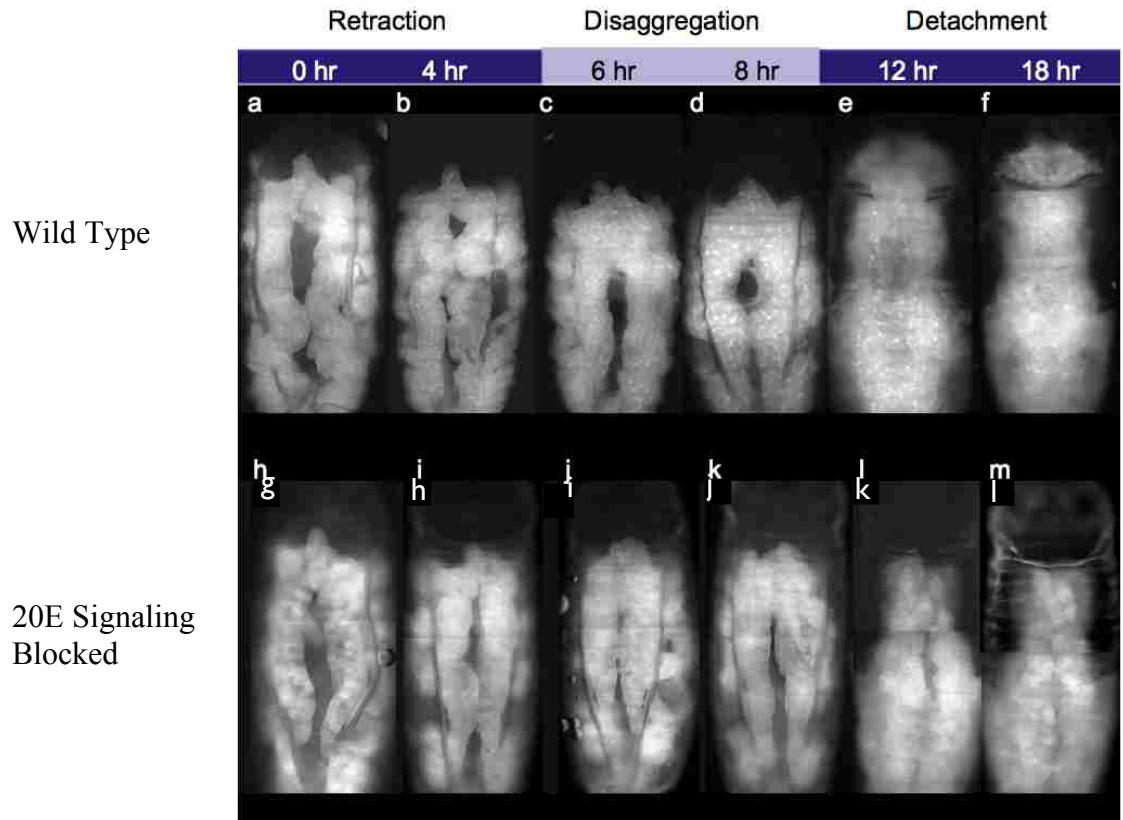 Retraction Disaggregation Detachment
0 hr 4 hr 6 hr 8 hr 12 hr 18 hr
a b c d e f
Wild Type
h i j k l m
g h i j k l
20E Signaling
Blocked